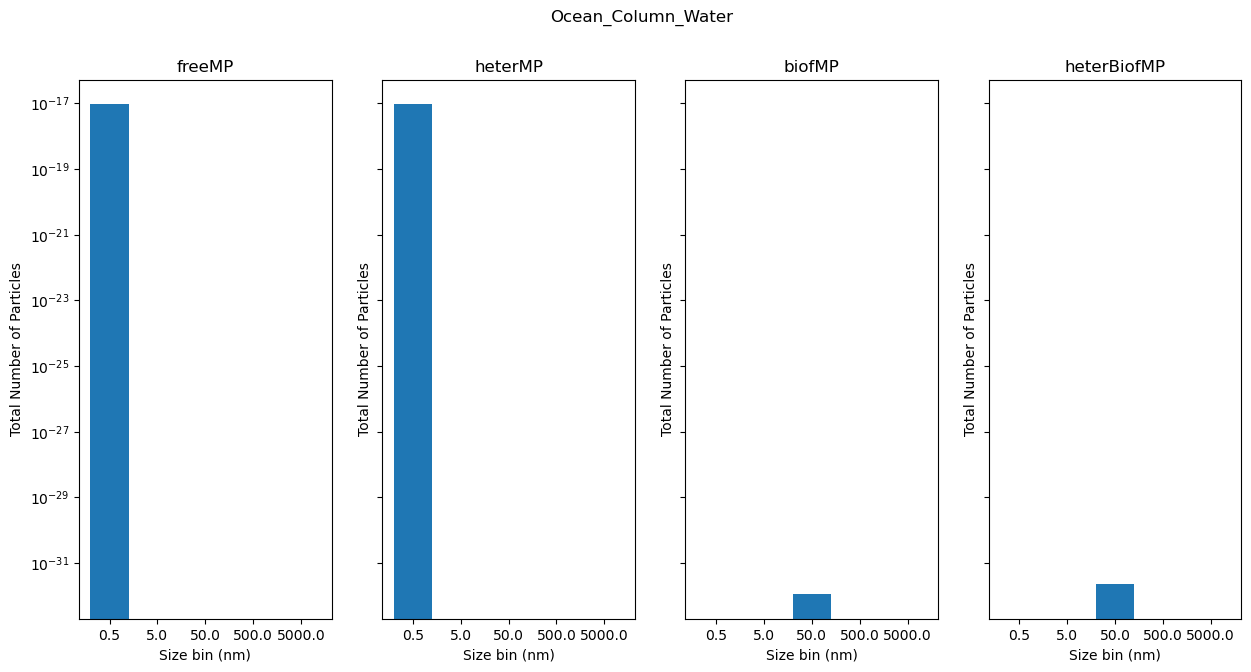 Ocean_Column_Water
freeMP
heterMP
biofMP
heterBiofMP
Total Number of Particles
10⁻¹⁷
10⁻¹⁹
10⁻²¹
10⁻²³
10⁻²⁵
10⁻²⁷
10⁻²⁹
10⁻³¹
0.5 5.0 50.0 500.0 5000.0
Size bin (nm)
Total Number of Particles
0.5 5.0 50.0 500.0 5000.0
Size bin (nm)
Total Number of Particles
0.5 5.0 50.0 500.0 5000.0
Size bin (nm)
Total Number of Particles
0.5 5.0 50.0 500.0 5000.0
Size bin (nm)